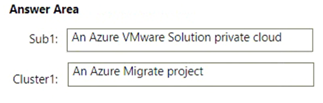 Answer Area
Sub1: An Azure VMware Solution private cloud
Cluster1: An Azure Migrate project